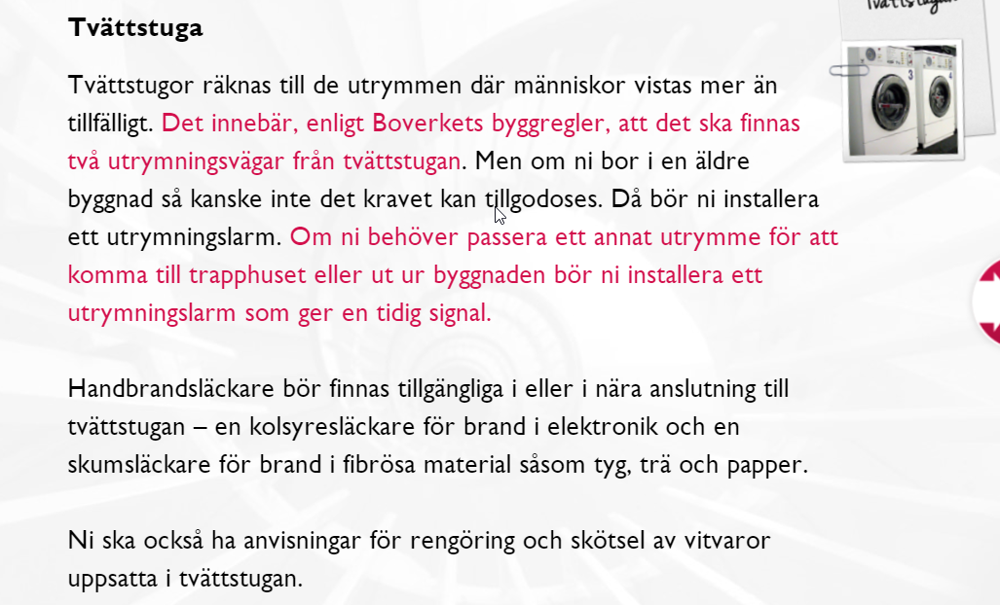 Tvättstugan
Tvättstuga
Tvättstugor räknas till de utrymmen där människor vistas mer än
tillfälligt. Det innebär, enligt Boverkets byggregler, att det ska finnas
två utrymningsvägar från tvättstugan. Men om ni bor i en äldre
byggnad så kanske inte det kravet kan tillgodoses. Då bör ni installera
ett utrymningslarm. Om ni behöver passera ett annat utrymme för att
komma till trapphuset eller ut ur byggnaden bör ni installera ett
utrymningslarm som ger en tidig signal.
Handbrandsläckare bör finnas tillgängliga i eller i nära anslutning till
tvättstugan – en kolsyresläckare för brand i elektronik och en
skumsläckare för brand i fibrösa material såsom tyg, trä och papper.
Ni ska också ha anvisningar för rengöring och skötsel av vitvaror
uppsatta i tvättstugan.
3
4